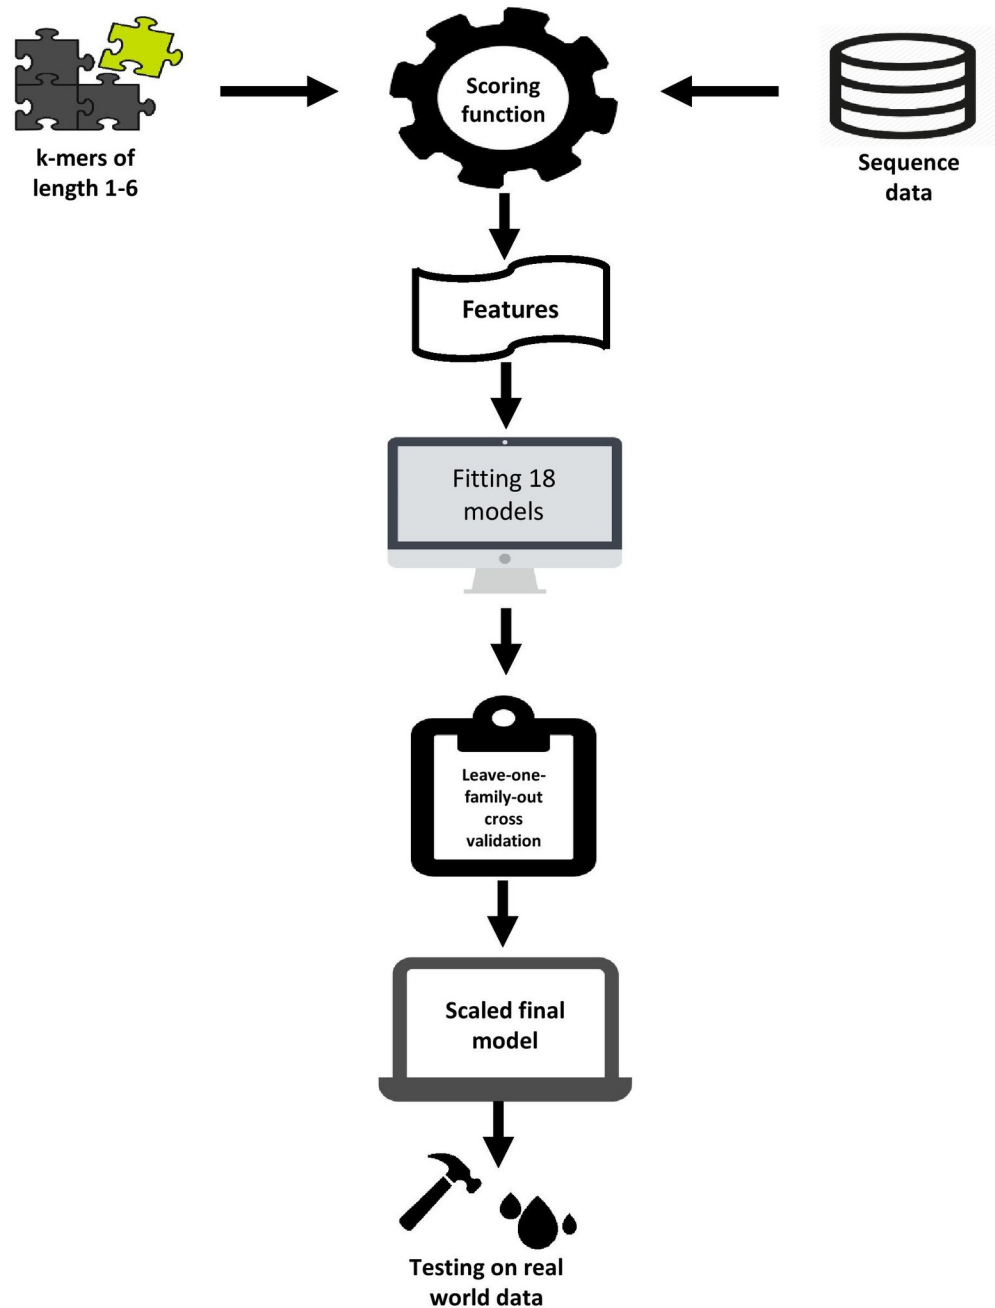 Scoring
function
k-mers of
length 1-6
Sequence
data
Features
Fitting 18
models
Leave-one-
family-out
cross
validation
Scaled final
model
Testing on real
world data